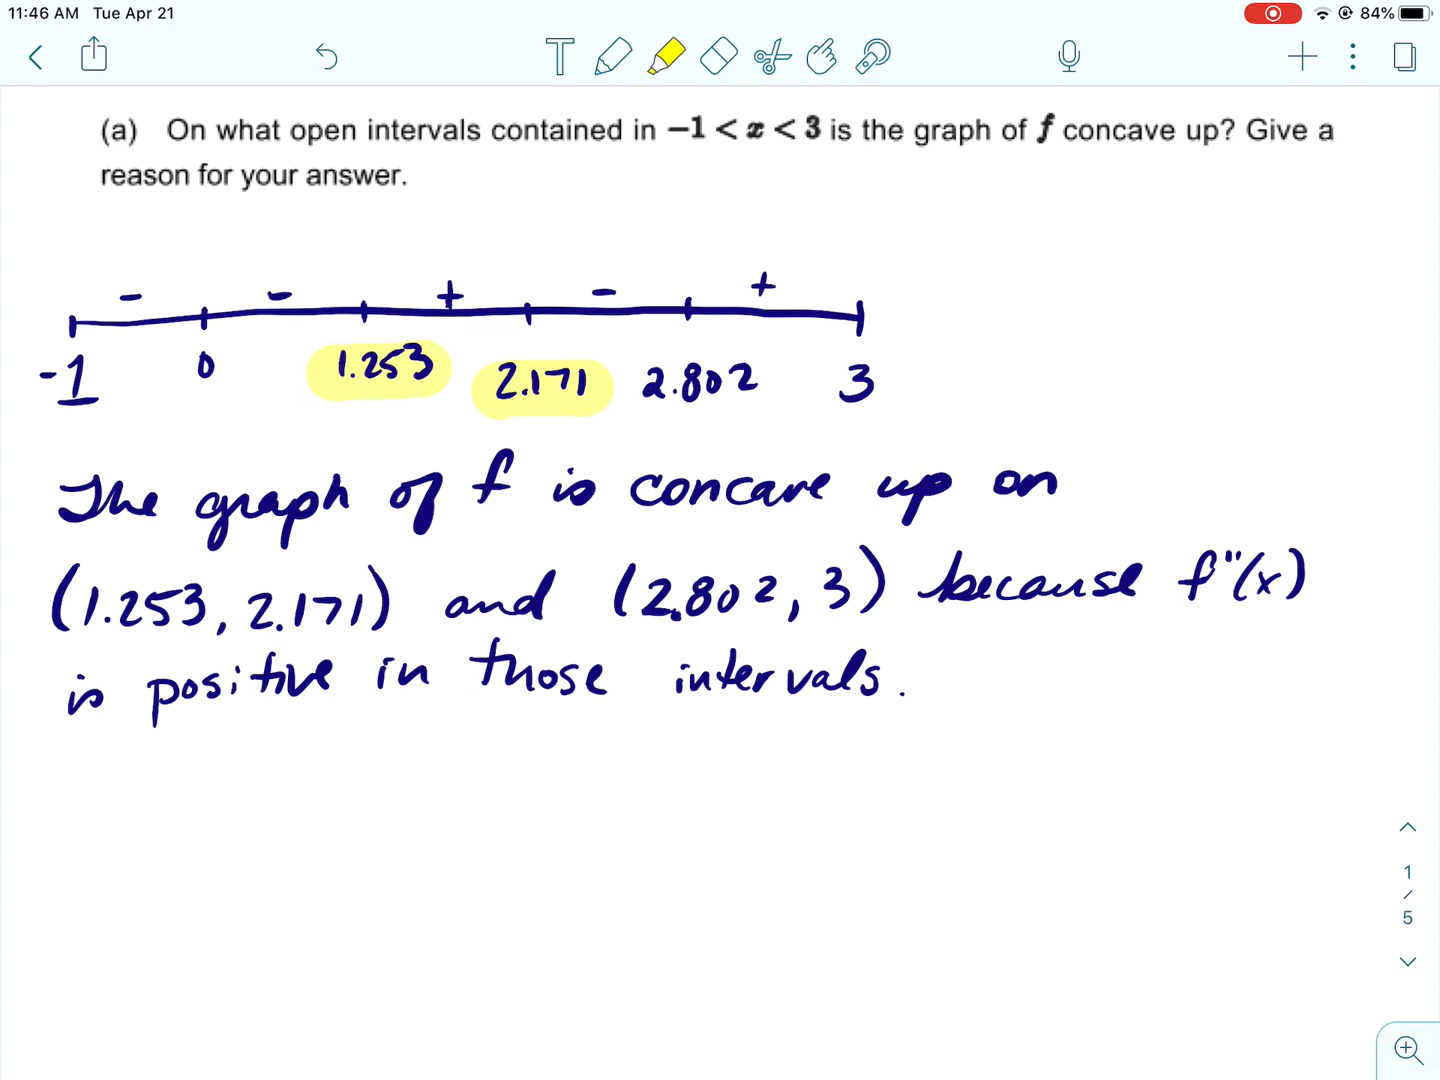 11:46 AM Tue Apr 21
84%
(a) On what open intervals contained in −1 < x < 3 is the graph of f concave up? Give a
reason for your answer.
− − + − +
-1 0 1.253 2.171 2.802 3
The graph of f is concave up on
(1.253, 2.171) and (2.802, 3) because f"(x)
is positive in those intervals.
1
/
5